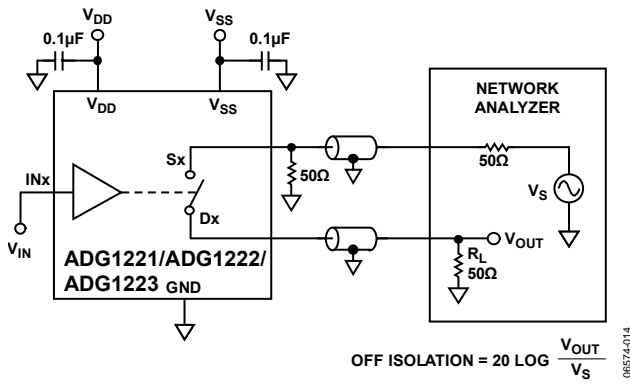 VDD
VSS
0.1µF
0.1µF
VDD
VSS
NETWORK
ANALYZER
Sx
50Ω
50Ω
INx
VS
Dx
VIN
VOUT
RL
50Ω
ADG1221/ADG1222/
ADG1223 GND
OFF ISOLATION = 20 LOG VOUT
VS
06574-014